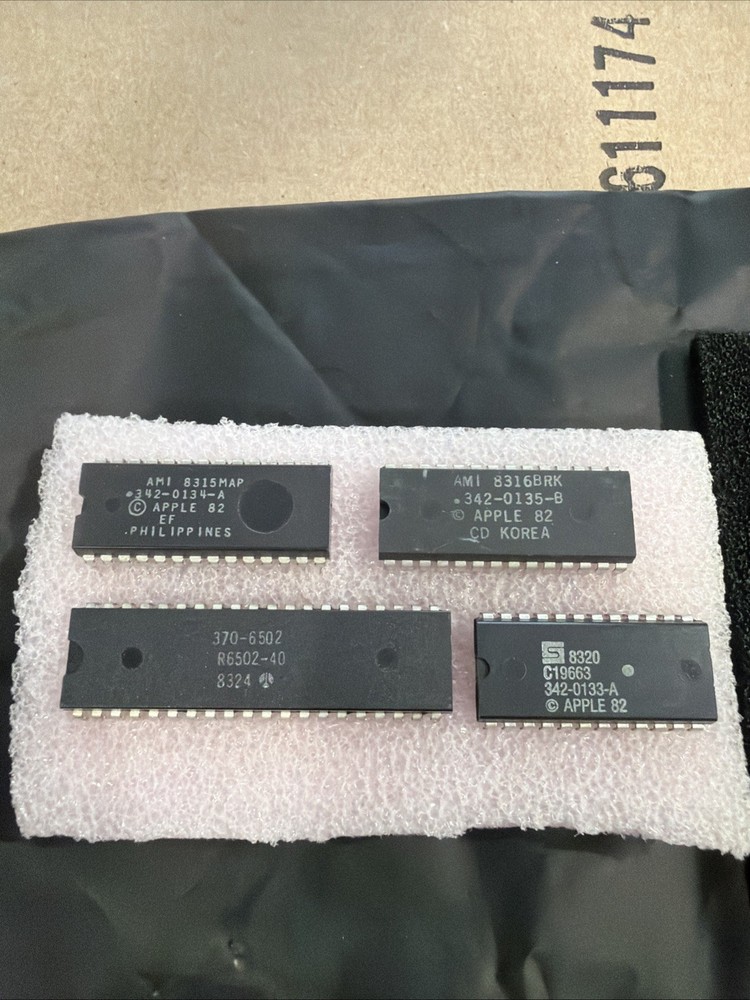 611174
AMI 8315MAP
342-0134-A
© APPLE 82
EF
.PHILIPPINES
AMI 8316BRK
.342-0135-B
© APPLE 82
CD KOREA
370-6502
R6502-40
8324
S 8320
C19663
342-0133-A
© APPLE 82